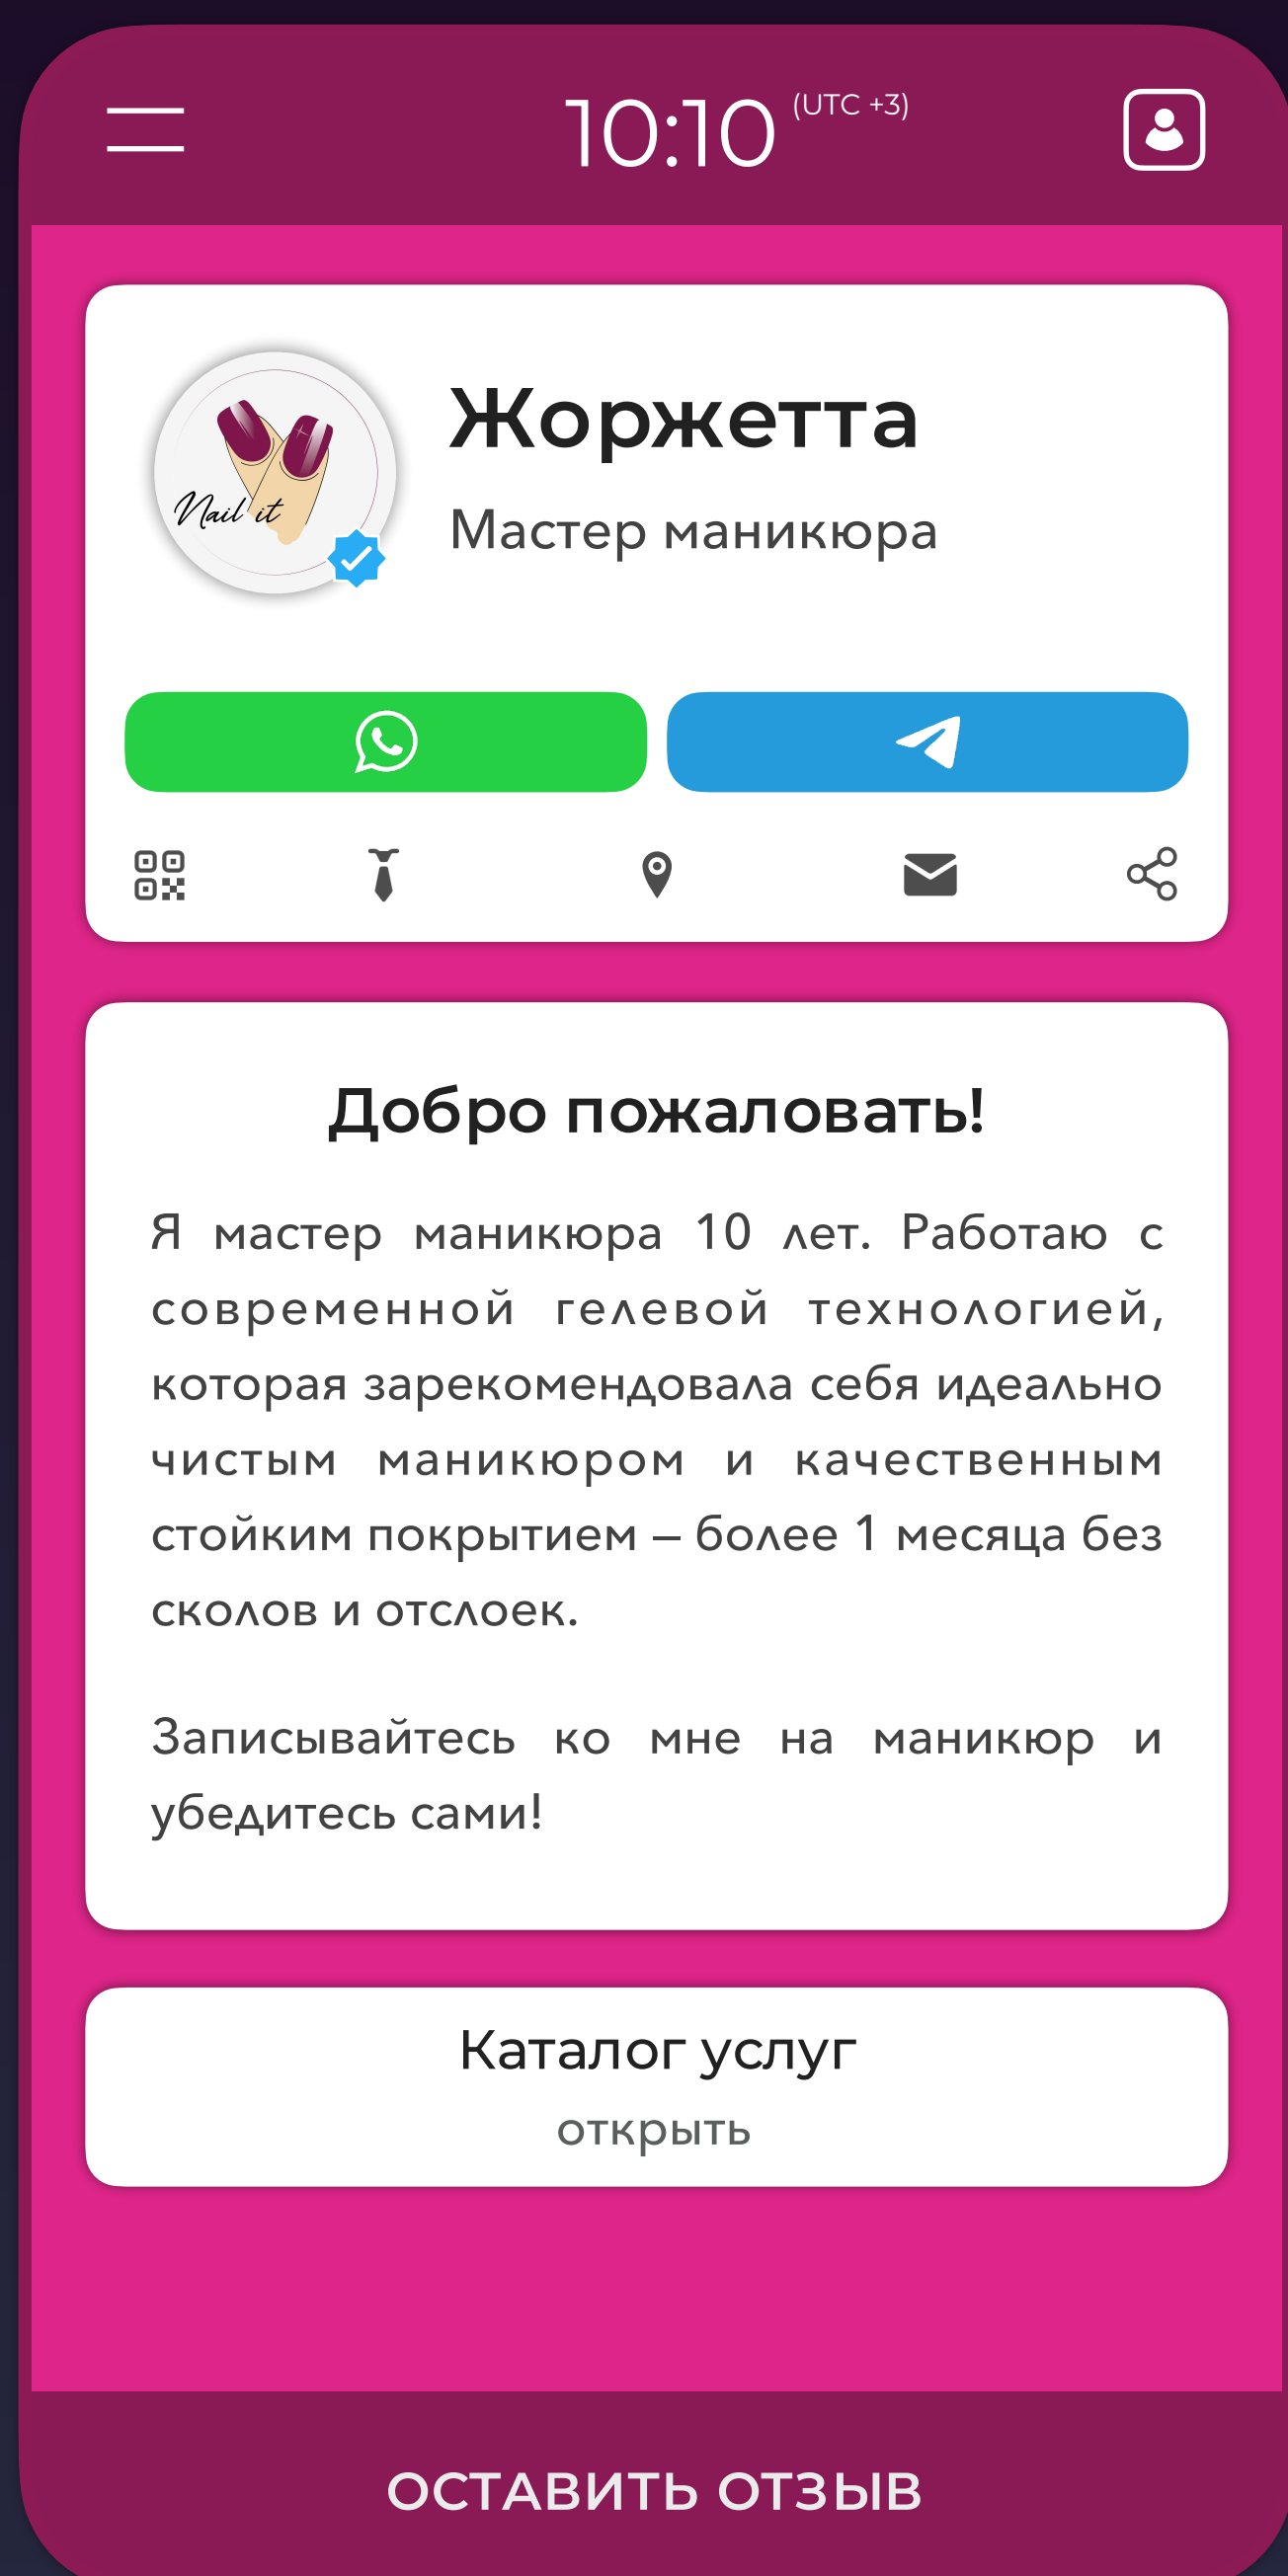 10:10 (UTC +3)
Жоржетта
Nail it
Мастер маникюра
Добро пожаловать!
Я мастер маникюра 10 лет. Работаю с
современной гелевой технологией,
которая зарекомендовала себя идеально
чистым маникюром и качественным
стойким покрытием – более 1 месяца без
сколов и отслоек.
Записывайтесь ко мне на маникюр и
убедитесь сами!
Каталог услуг
открыть
ОСТАВИТЬ ОТЗЫВ